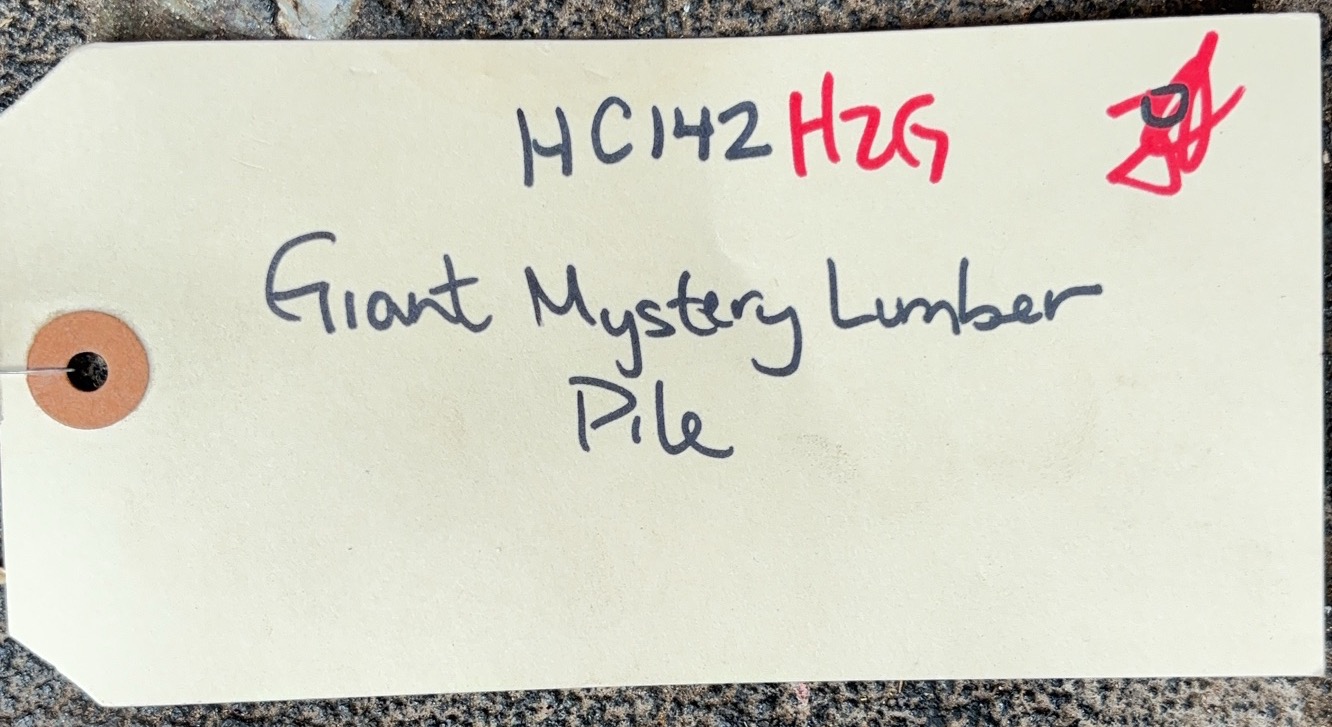 HC142 H2G
Giant Mystery Lumber
Pile